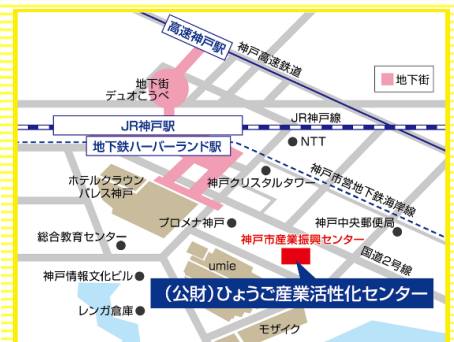 高速神戸駅
神戸高速鉄道
地下街
デュオこうべ
地下街
JR神戸駅
JR神戸線
地下鉄ハーバーランド駅
NTT
ホテルクラウン
パレス神戸
神戸クリスタルタワー
神戸市営地下鉄海岸線
プロメナ神戸
神戸中央郵便局
総合教育センター
神戸市産業振興センター
国道2号線
umie
神戸情報文化ビル
(公財)ひょうご産業活性化センター
レンガ倉庫
モザイク